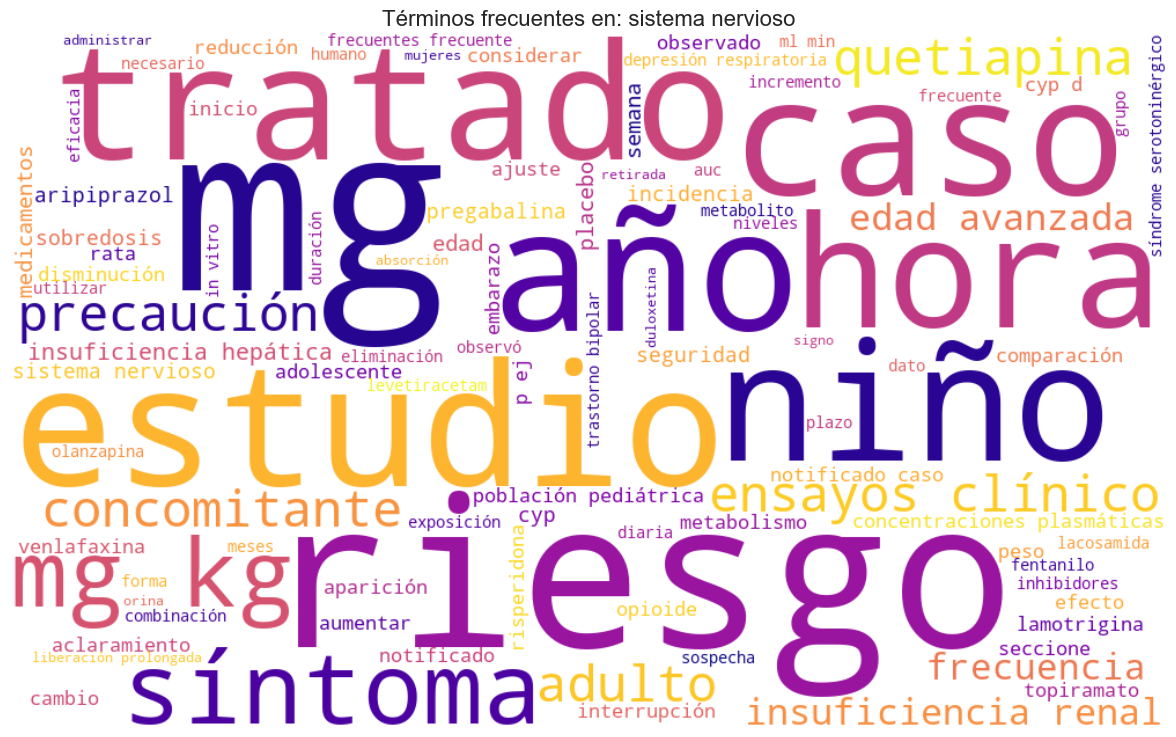 Términos frecuentes en: sistema nervioso
administrar
necesario
reducción
frecuentes frecuente
humano
mujeres
considerar
observado
ml min
depresión respiratoria
quetiapina
síndrome serotoninérgico
tratado
inicio
eficacia
semana
incremento
cyp d
frecuente
grupo
caso
medicamentos
mg
ajuste
retirada
auc
placebo
incidencia
aripiprazol
pregabalina
metabolito
niveles
edad avanzada
sobredosis
rata
disminución
utilizar
in vitro
duración
edad
absorción
embarazo
año
hora
precaución
trastorno bipolar
duloxetina
signo
insuficiencia hepática
eliminación
observó
seguridad
comparación
sistema nervioso
adolescente
levetiracetam
p ej
dato
niño
estudio
plazo
olanzapina
notificado caso
concomitante
población pediátrica
ensayos clínico
exposición
cyp
metabolismo
concentraciones plasmáticas
venlafaxina
meses
risperidona
diaria
peso
lacosamida
mg kg
riesgo
forma
aparición
fentanilo
inhibidores
orina
combinación
opioide
efecto
aumentar
lamotrigina
aclaramiento
liberación prolongada
notificado
sospecha
seccione
síntoma
adulto
frecuencia
cambio
interrupción
topiramato
insuficiencia renal